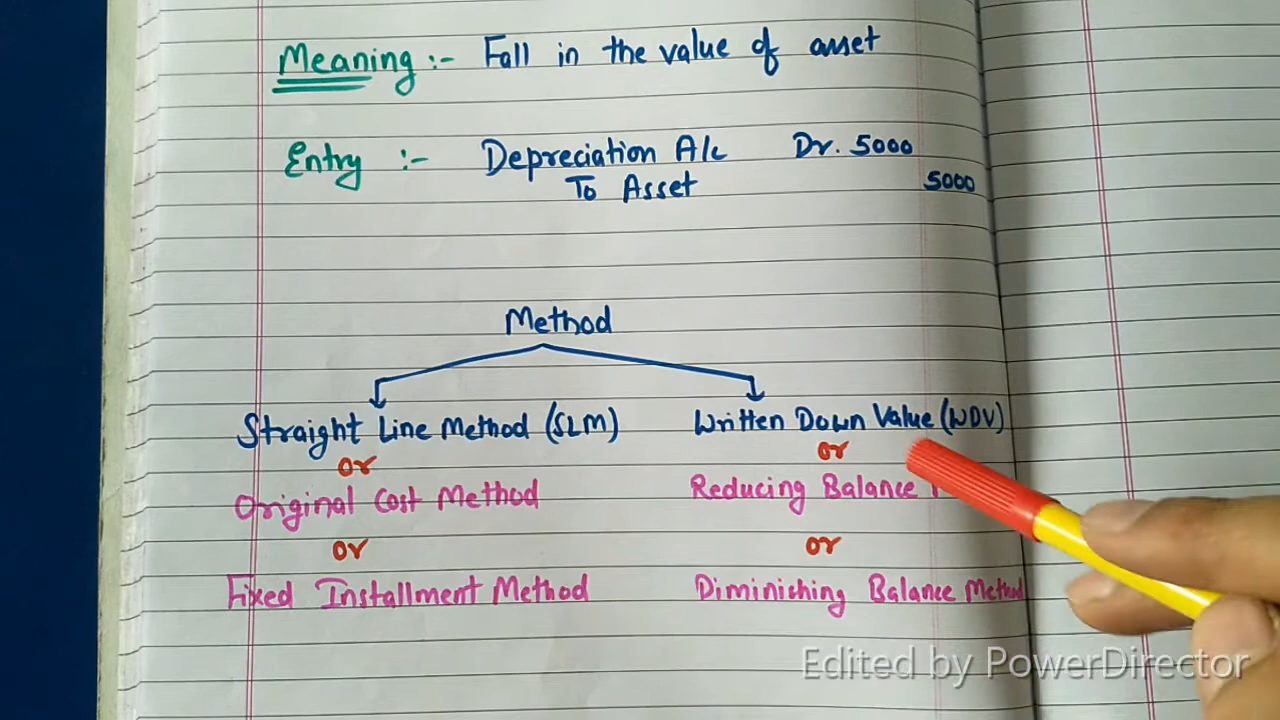 Meaning :- Fall in the value of asset
Entry :- Depreciation A/c Dr. 5000
To Asset 5000
Method
Straight Line Method (SLM) Written Down Value (WDV)
or or
Original Cost Method Reducing Balance
or or
Fixed Installment Method Diminishing Balance Method
Edited by PowerDirector